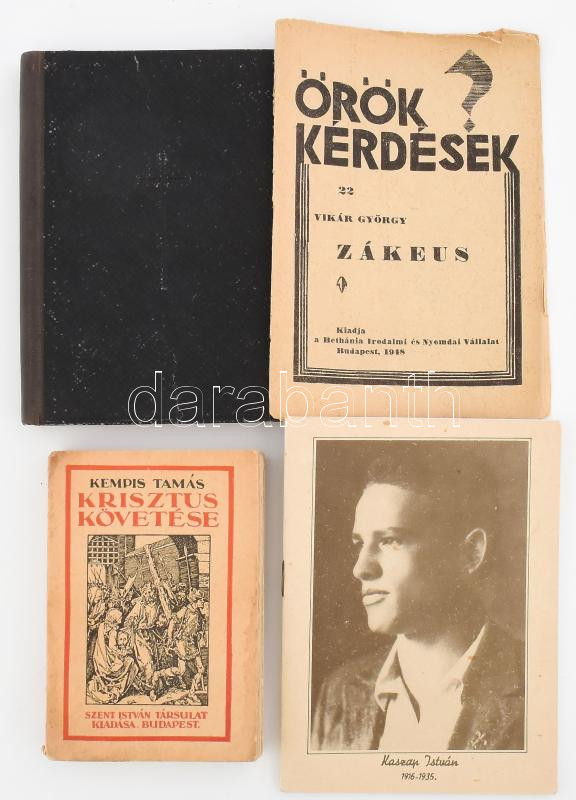 ÖRÖK ?
KÉRDÉSEK
22
VIKÁR GYÖRGY
ZÁKEUS
Kiadja
a Bethánia Irodalmi és Nyomdai Vállalat
Budapest, 1948
darabanth
KEMPIS TAMÁS
KRISZTUS
KÖVETÉSE
SZENT ISTVÁN TÁRSULAT
KIADÁSA. BUDAPEST.
Kaszap István
1916-1935.